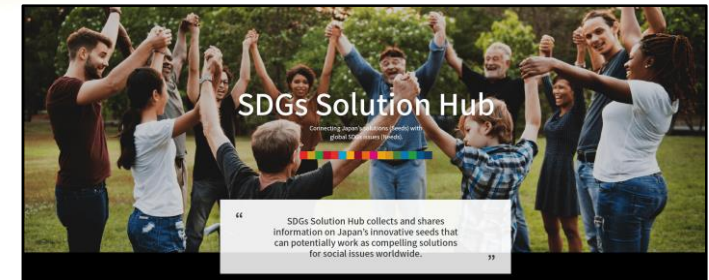 SDGs Solution Hub
Connecting Japan's solutions (Seeds) with
global SDGs issues (Needs)
“ SDGs Solution Hub collects and shares
information on Japan's innovative seeds that
can potentially work as compelling solutions
for social issues worldwide. ”